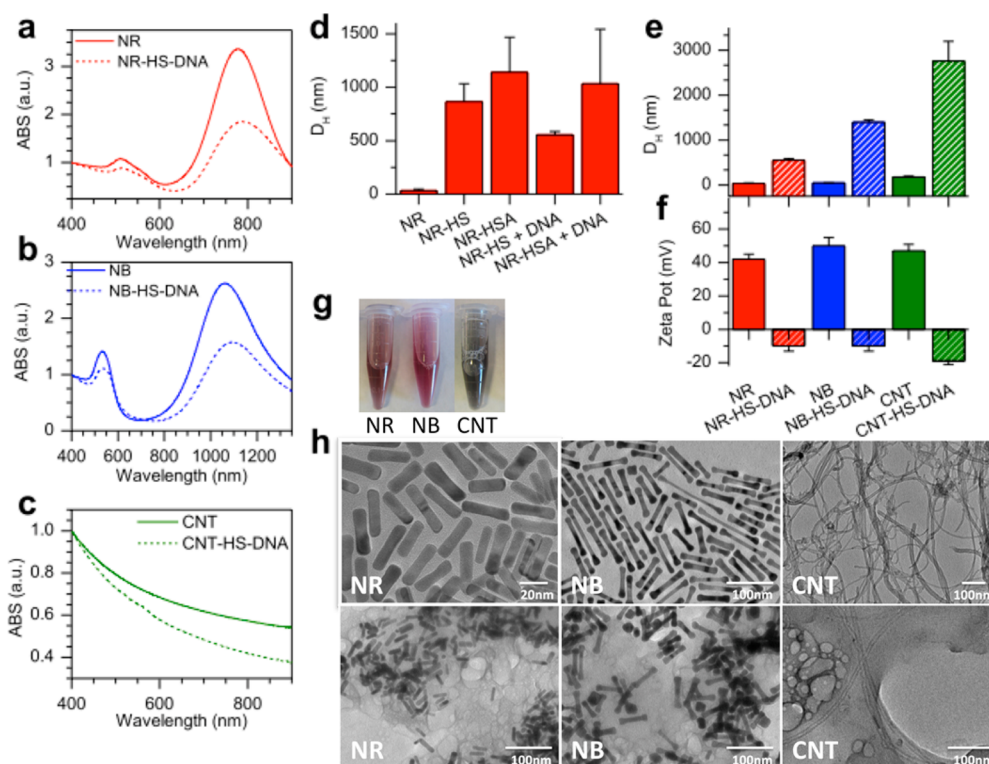 a
NR
NR-HS-DNA
3
2
1
ABS (a.u.)
400 600 800
Wavelength (nm)
b
NB
NB-HS-DNA
3
2
1
0
ABS (a.u.)
400 600 800 1000 1200
Wavelength (nm)
c
CNT
CNT-HS-DNA
1.0
0.8
0.6
0.4
ABS (a.u.)
400 600 800
Wavelength (nm)
d
1500
1000
500
0
D_H (nm)
NR
NR-HS
NR-HSA
NR-HS + DNA
NR-HSA + DNA
e
3000
2000
1000
0
D_H (nm)
f
60
40
20
0
-20
Zeta Pot (mV)
NR
NR-HS-DNA
NB
NB-HS-DNA
CNT
CNT-HS-DNA
g
NR NB CNT
h
NR 20nm
NB 100nm
CNT 100nm
NR 100nm
NB 100nm
CNT 100nm